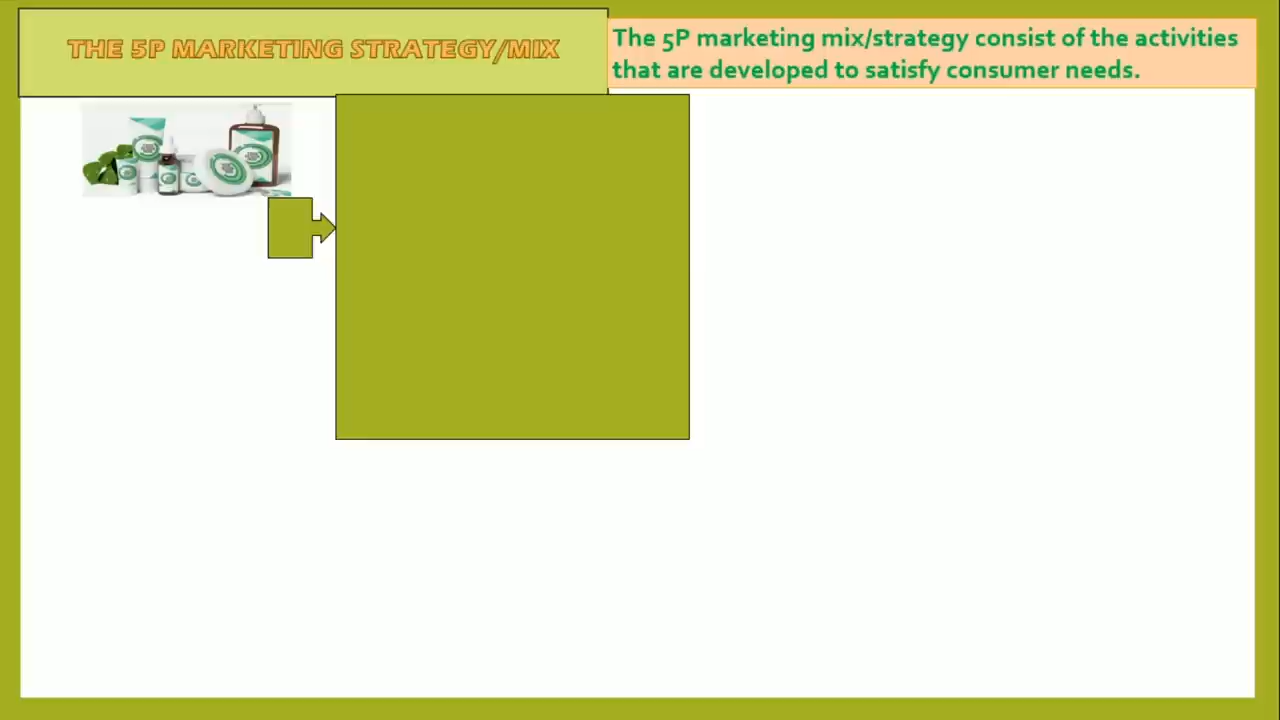 THE 5P MARKETING STRATEGY/MIX
The 5P marketing mix/strategy consist of the activities
that are developed to satisfy consumer needs.